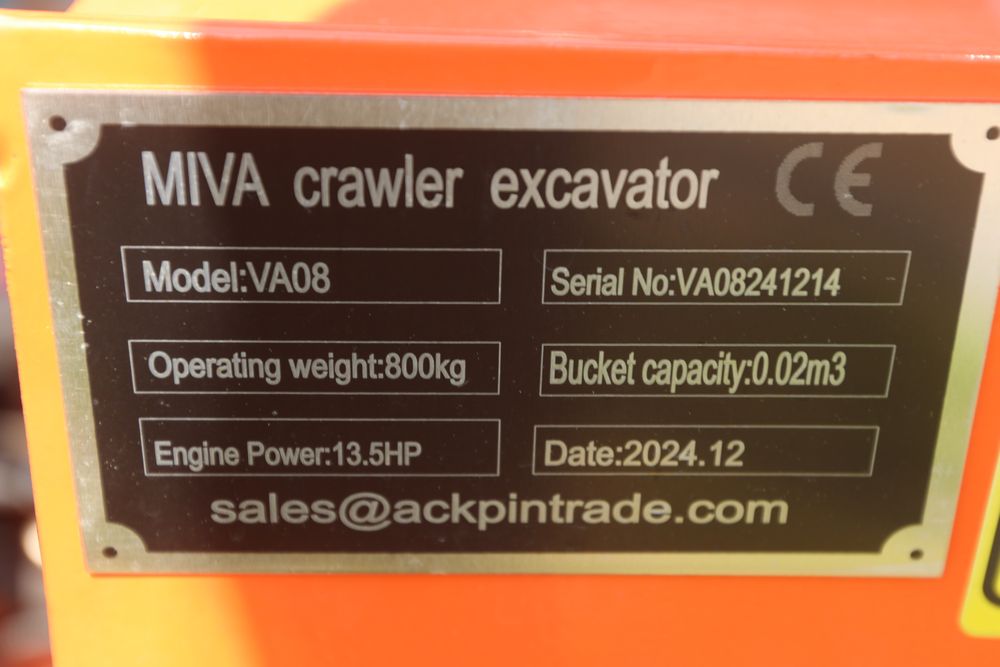 MIVA crawler excavator CE
Model:VA08 Serial No:VA08241214
Operating weight:800kg Bucket capacity:0.02m3
Engine Power:13.5HP Date:2024.12
sales@ackpintrade.com